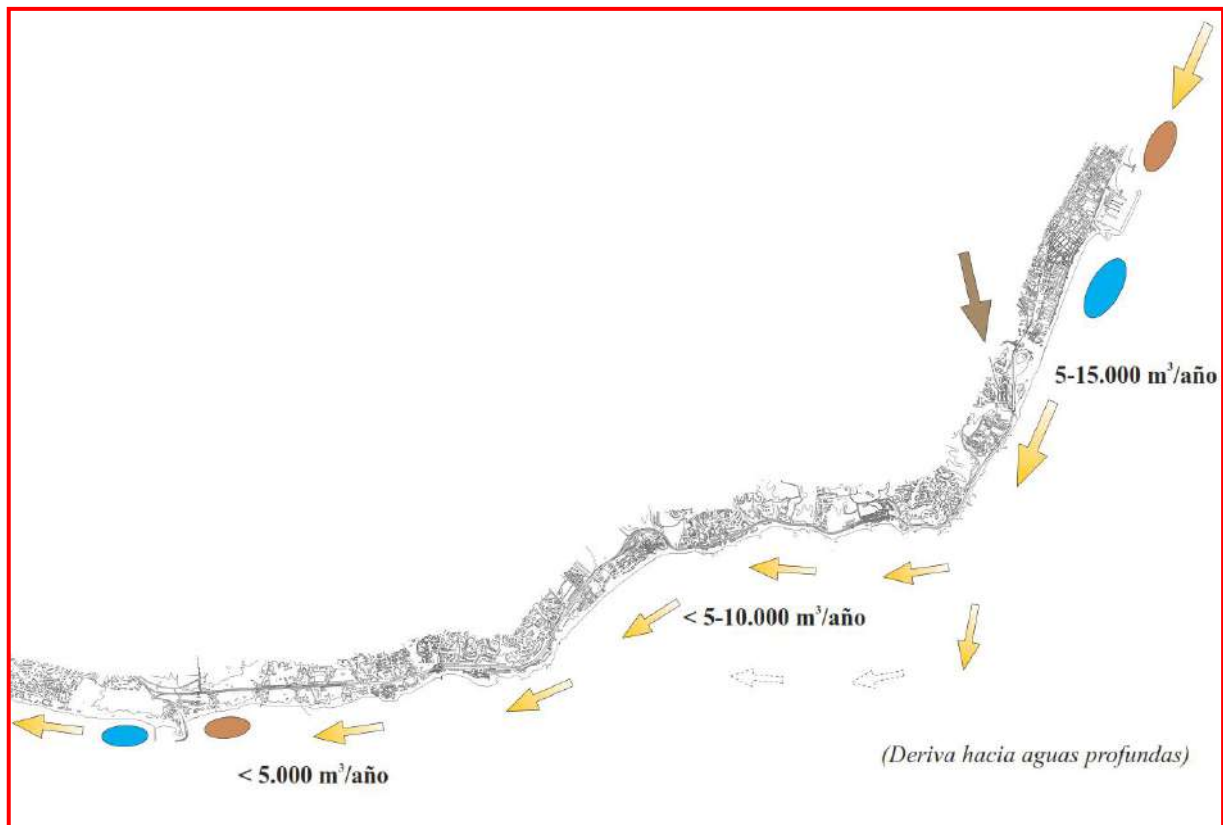 5-15.000 m³/año
< 5-10.000 m³/año
(Deriva hacia aguas profundas)
< 5.000 m³/año